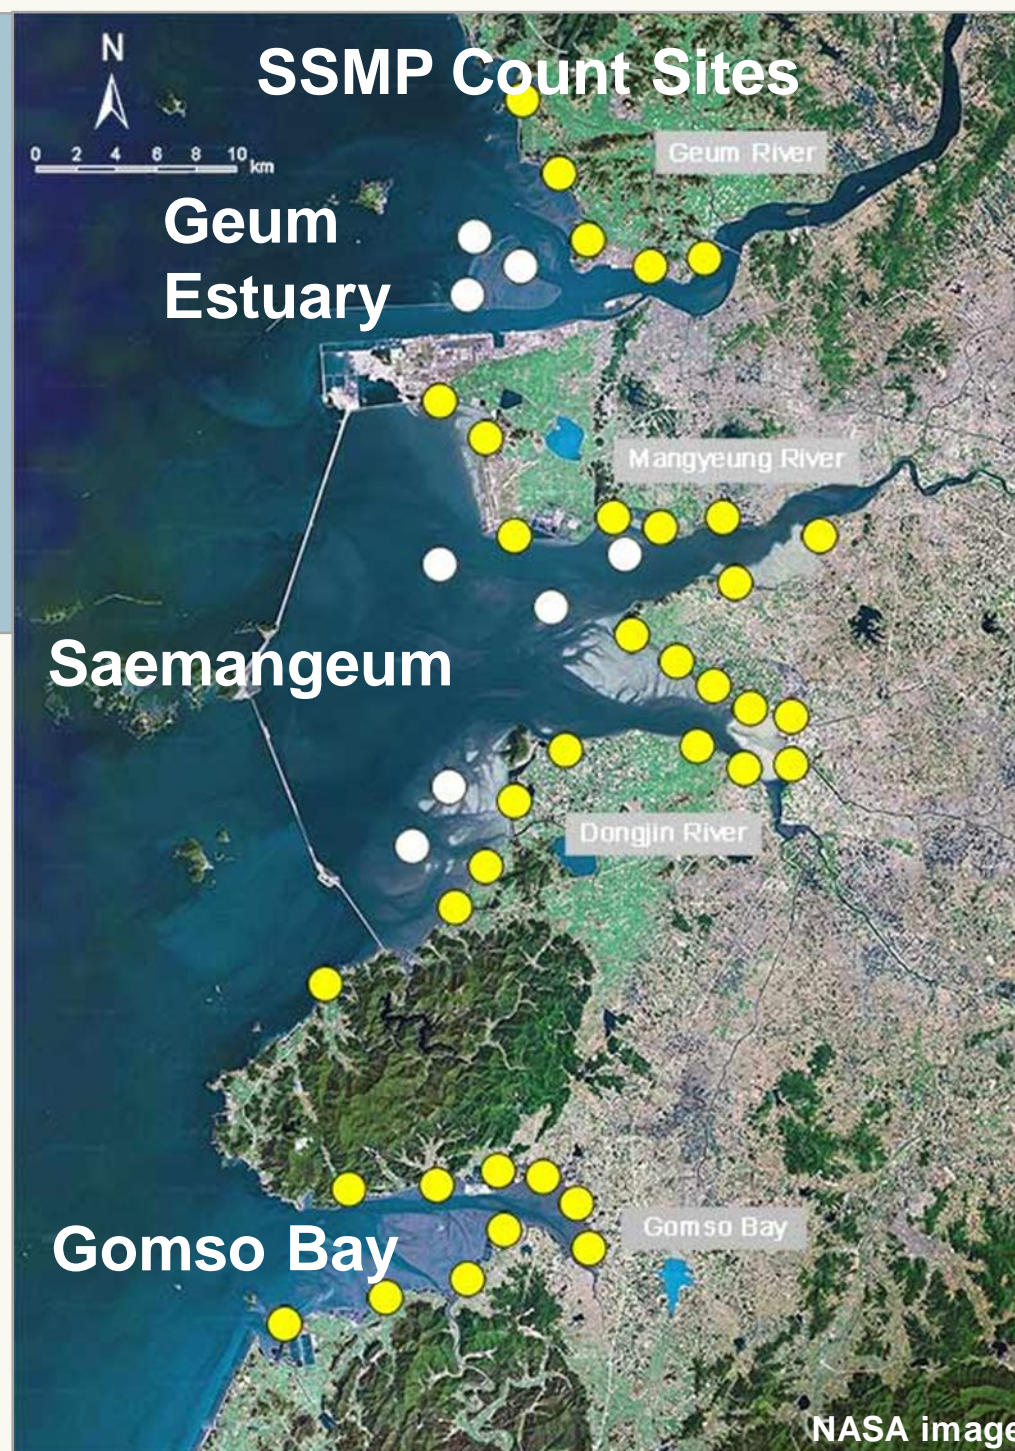 SSMP Count Sites
N
0 2 4 6 8 10 km
Geum River
Geum
Estuary
Mangyeung River
Saemangeum
Dongjin River
Gomso Bay
Gomso Bay
NASA image